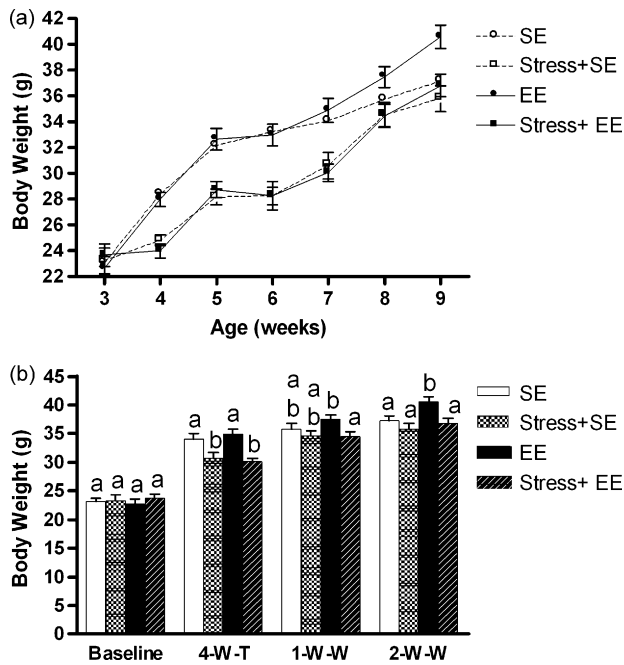 (a)
Body Weight (g)
42
40
38
36
34
32
30
28
26
24
22
3 4 5 6 7 8 9
Age (weeks)
SE
Stress+SE
EE
Stress+ EE
(b)
Body Weight (g)
45
40
35
30
25
20
15
10
5
0
a a a a
a b a b
a a
b b b a
a a b a
Baseline 4-W-T 1-W-W 2-W-W
SE
Stress+SE
EE
Stress+ EE